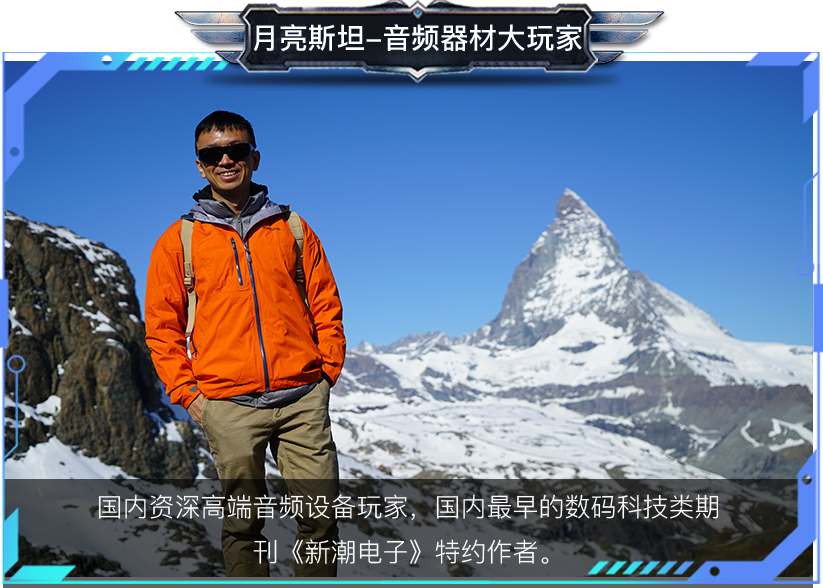 月亮斯坦-音频器材大玩家
国内资深高端音频设备玩家，国内最早的数码科技类期
刊《新潮电子》特约作者。